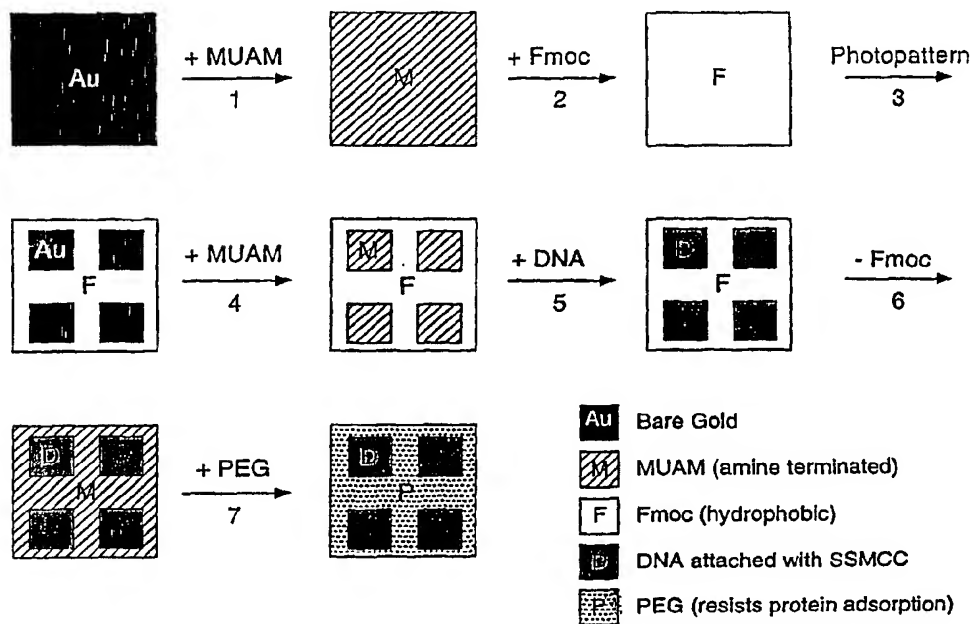 Au
+ MUAM
1
M
+ Fmoc
2
F
Photopattern
3
Au
F
+ MUAM
4
M
F
+ DNA
5
D
F
- Fmoc
6
D
M
+ PEG
7
D
P
Au Bare Gold
M MUAM (amine terminated)
F Fmoc (hydrophobic)
D DNA attached with SSMCC
P PEG (resists protein adsorption)